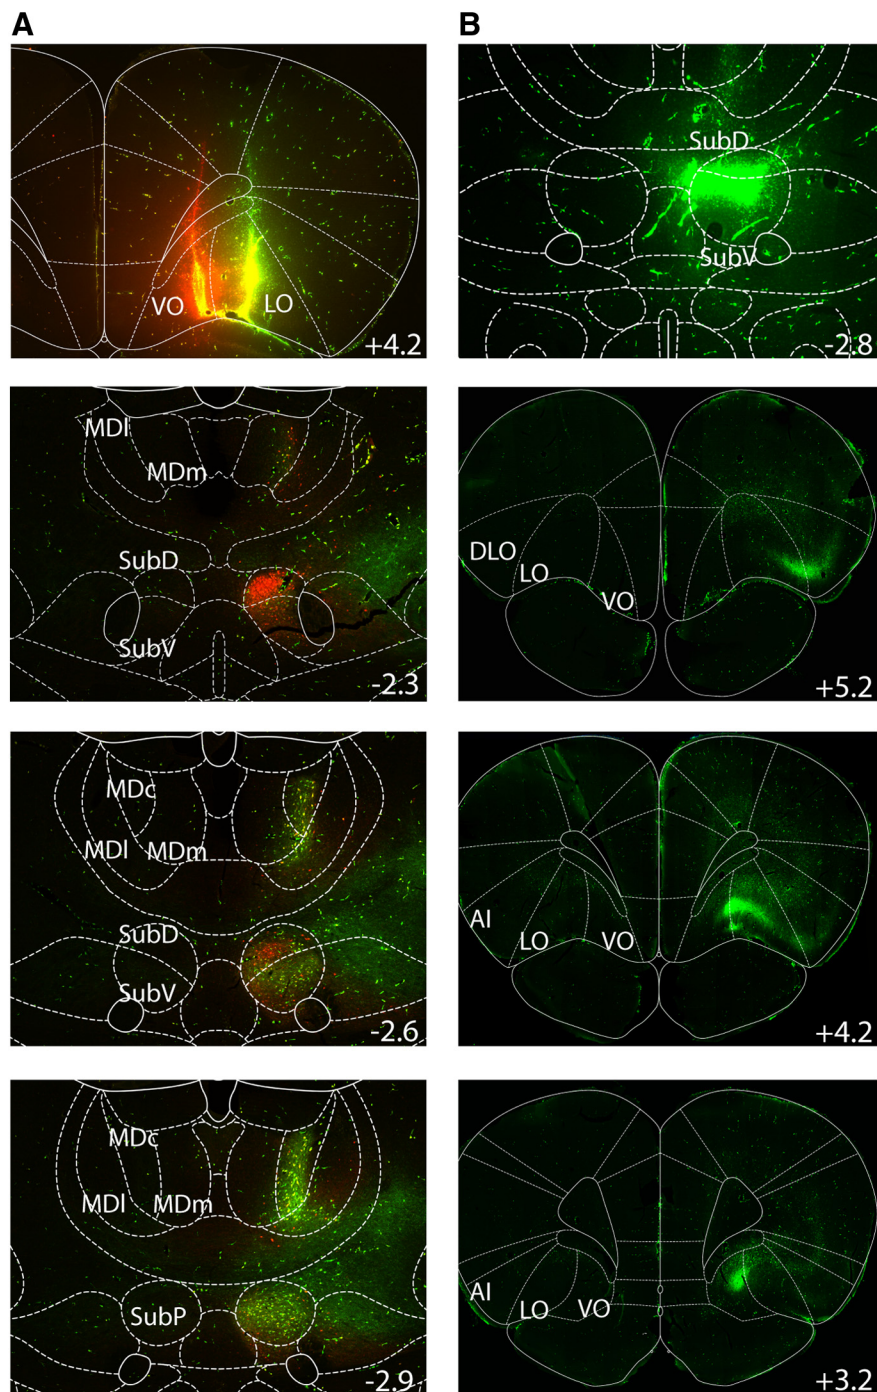 A
VO
LO
+4.2
MDl
MDm
SubD
SubV
-2.3
MDc
MDl
MDm
SubD
SubV
-2.6
MDc
MDl
MDm
SubP
-2.9
B
SubD
SubV
-2.8
DLO
LO
VO
+5.2
AI
LO
VO
+4.2
AI
LO
VO
+3.2